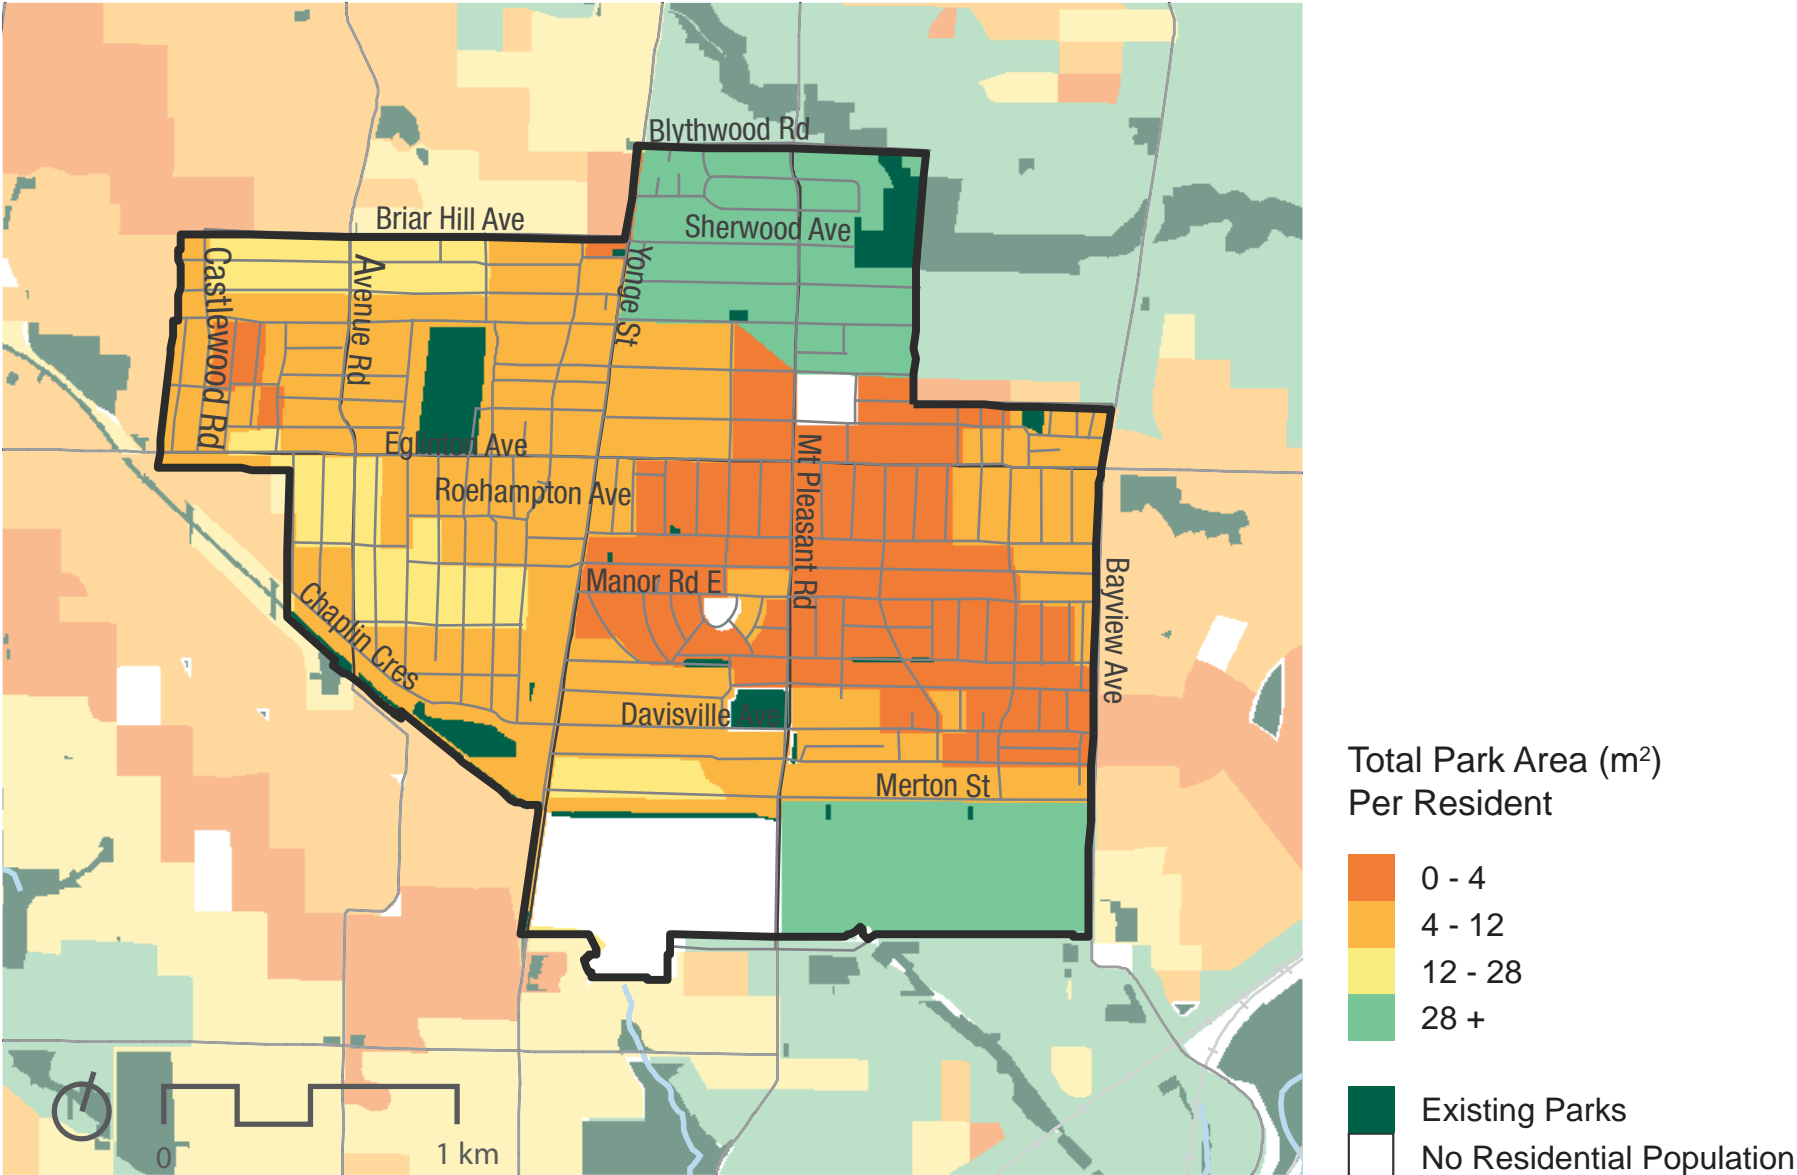 Blythwood Rd
Briar Hill Ave
Sherwood Ave
Castlewood Rd
Avenue Rd
Yonge St
Eglinton Ave
Roehampton Ave
Mt Pleasant Rd
Manor Rd E
Bayview Ave
Chaplin Cres
Davisville Ave
Merton St
Total Park Area (m²)
Per Resident
0 - 4
4 - 12
12 - 28
28 +
Existing Parks
No Residential Population
0
1 km